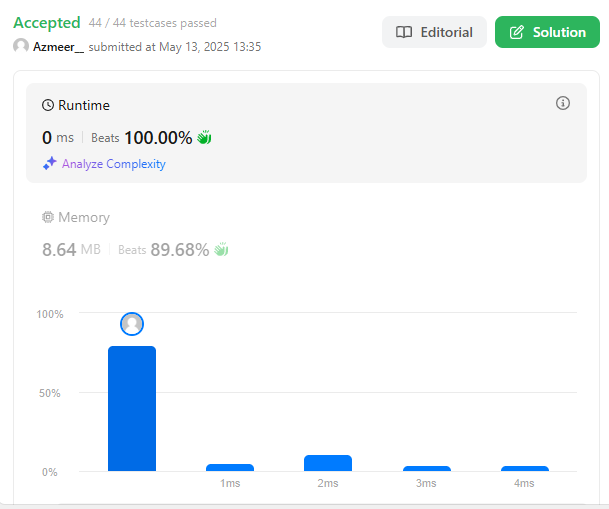 Accepted 44 / 44 testcases passed
Editorial
Solution
Azmeer__ submitted at May 13, 2025 13:35
Runtime
0 ms Beats 100.00%
Analyze Complexity
Memory
8.64 MB Beats 89.68%
100%
50%
0%
1ms 2ms 3ms 4ms